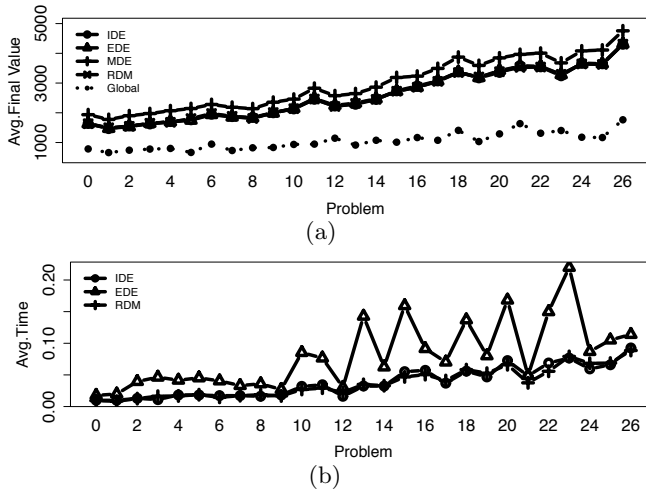 Avg.Final Value
5000
3000
1000
IDE
EDE
MDE
RDM
Global
0 2 4 6 8 10 12 14 16 18 20 22 24 26
Problem
(a)
Avg.Time
0.20
0.10
0.00
IDE
EDE
RDM
0 2 4 6 8 10 12 14 16 18 20 22 24 26
Problem
(b)